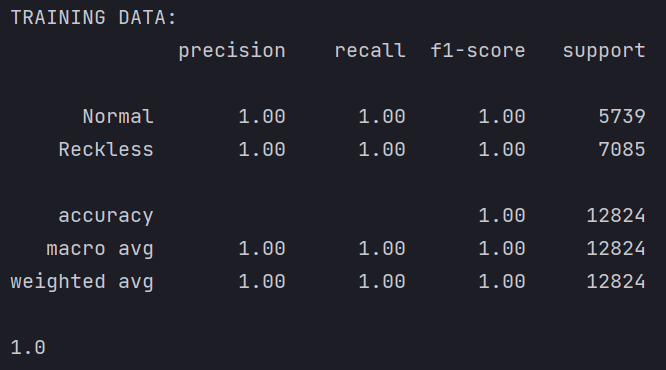 TRAINING DATA:
precision recall f1-score support
Normal 1.00 1.00 1.00 5739
Reckless 1.00 1.00 1.00 7085
accuracy 1.00 12824
macro avg 1.00 1.00 1.00 12824
weighted avg 1.00 1.00 1.00 12824
1.0